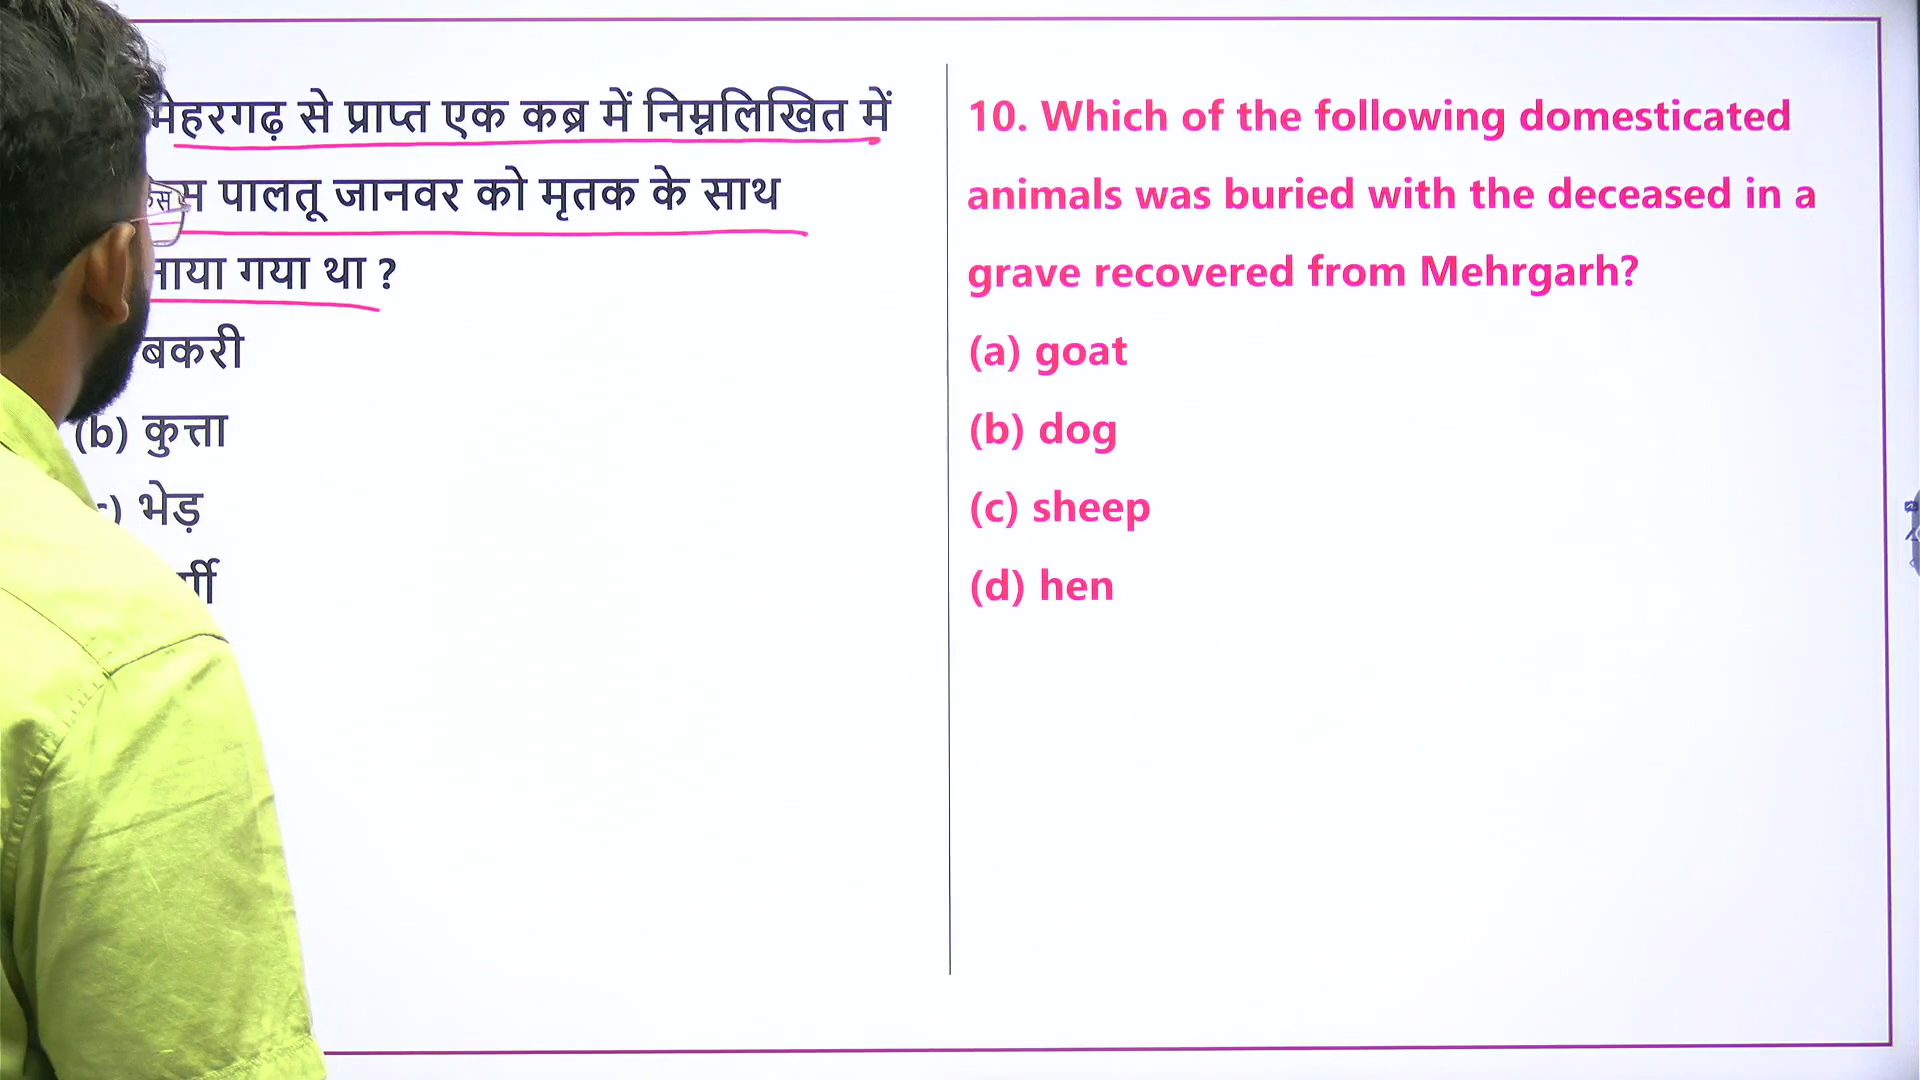 मेहरगढ़ से प्राप्त एक कब्र में निम्नलिखित में
पालतू जानवर को मृतक के साथ
गया था ?
बकरी
(b) कुत्ता
भेड़
10. Which of the following domesticated
animals was buried with the deceased in a
grave recovered from Mehrgarh?
(a) goat
(b) dog
(c) sheep
(d) hen